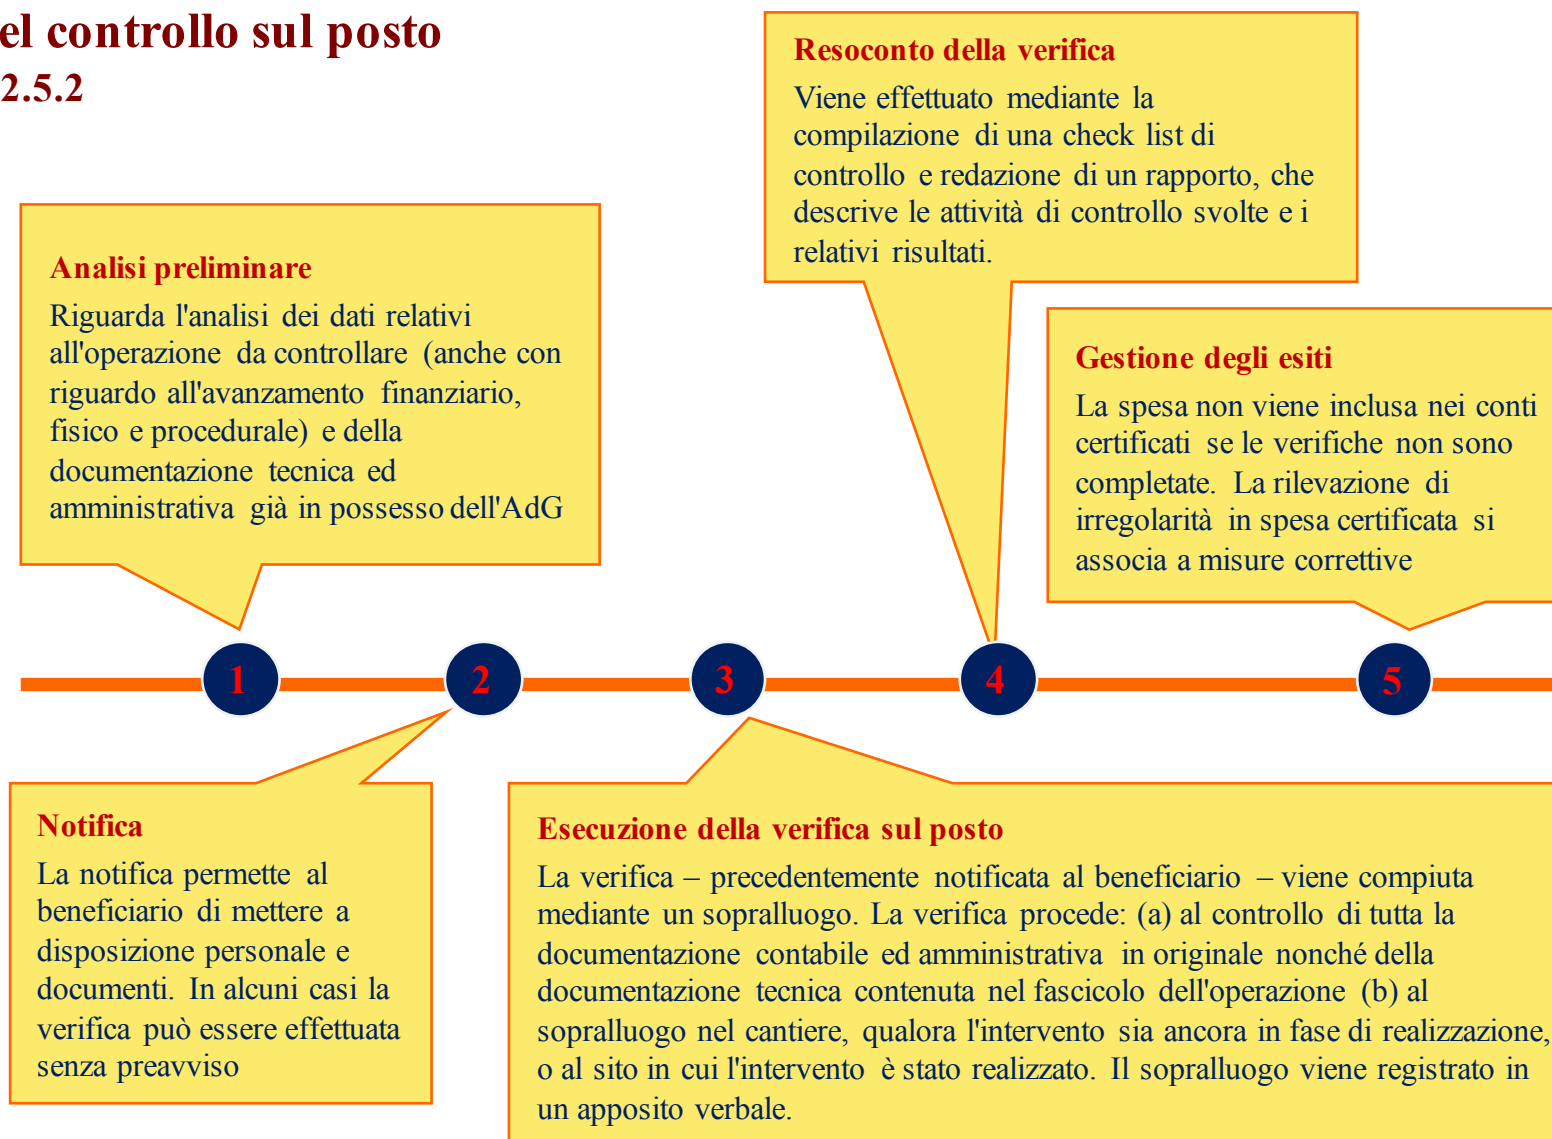 el controllo sul posto
2.5.2
Resoconto della verifica
Viene effettuato mediante la
compilazione di una check list di
controllo e redazione di un rapporto, che
descrive le attività di controllo svolte e i
relativi risultati.
Analisi preliminare
Riguarda l'analisi dei dati relativi
all'operazione da controllare (anche con
riguardo all'avanzamento finanziario,
fisico e procedurale) e della
documentazione tecnica ed
amministrativa già in possesso dell'AdG
Gestione degli esiti
La spesa non viene inclusa nei conti
certificati se le verifiche non sono
completate. La rilevazione di
irregolarità in spesa certificata si
associa a misure correttive
1
2
3
4
5
Notifica
La notifica permette al
beneficiario di mettere a
disposizione personale e
documenti. In alcuni casi la
verifica può essere effettuata
senza preavviso
Esecuzione della verifica sul posto
La verifica – precedentemente notificata al beneficiario – viene compiuta
mediante un sopralluogo. La verifica procede: (a) al controllo di tutta la
documentazione contabile ed amministrativa in originale nonché della
documentazione tecnica contenuta nel fascicolo dell'operazione (b) al
sopralluogo nel cantiere, qualora l'intervento sia ancora in fase di realizzazione,
o al sito in cui l'intervento è stato realizzato. Il sopralluogo viene registrato in
un apposito verbale.